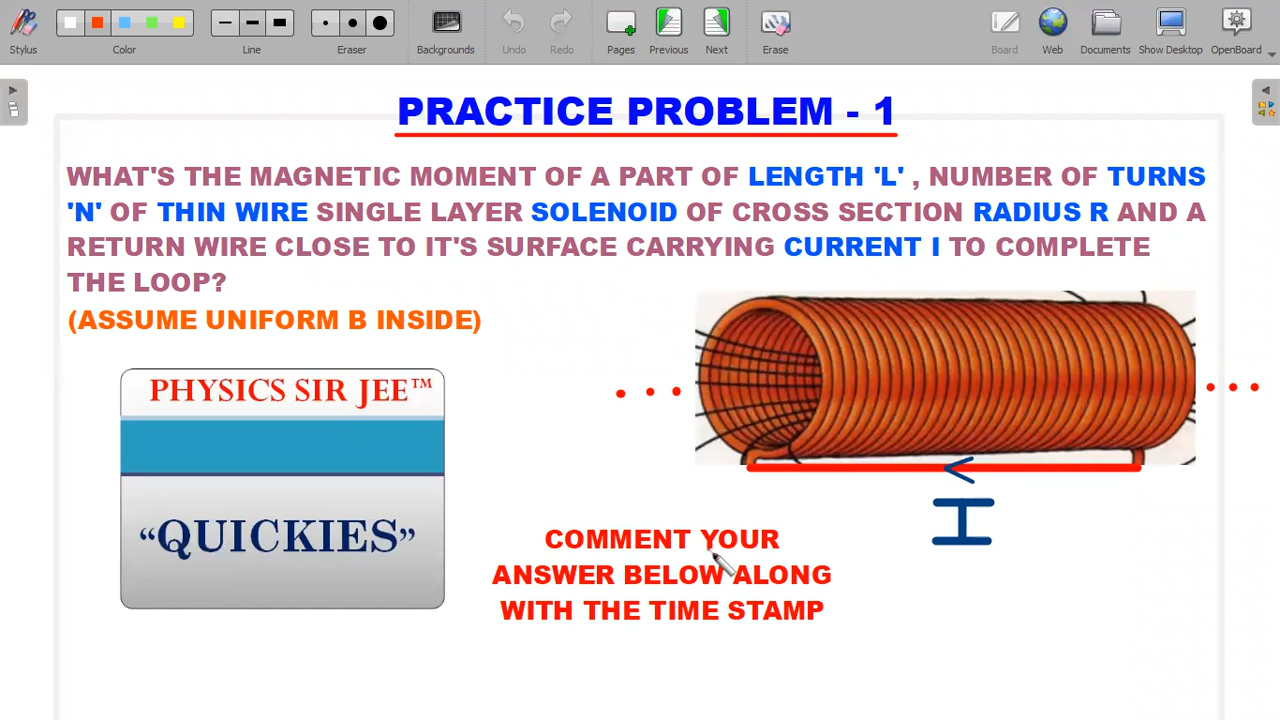 Stylus
Color
Line
Eraser
Backgrounds
Undo
Redo
Pages
Previous
Next
Erase
Board
Web
Documents
Show Desktop
OpenBoard
PRACTICE PROBLEM - 1
WHAT'S THE MAGNETIC MOMENT OF A PART OF LENGTH 'L' , NUMBER OF TURNS
'N' OF THIN WIRE SINGLE LAYER SOLENOID OF CROSS SECTION RADIUS R AND A
RETURN WIRE CLOSE TO IT'S SURFACE CARRYING CURRENT I TO COMPLETE
THE LOOP?
(ASSUME UNIFORM B INSIDE)
PHYSICS SIR JEE™
“QUICKIES”
I
COMMENT YOUR
ANSWER BELOW ALONG
WITH THE TIME STAMP